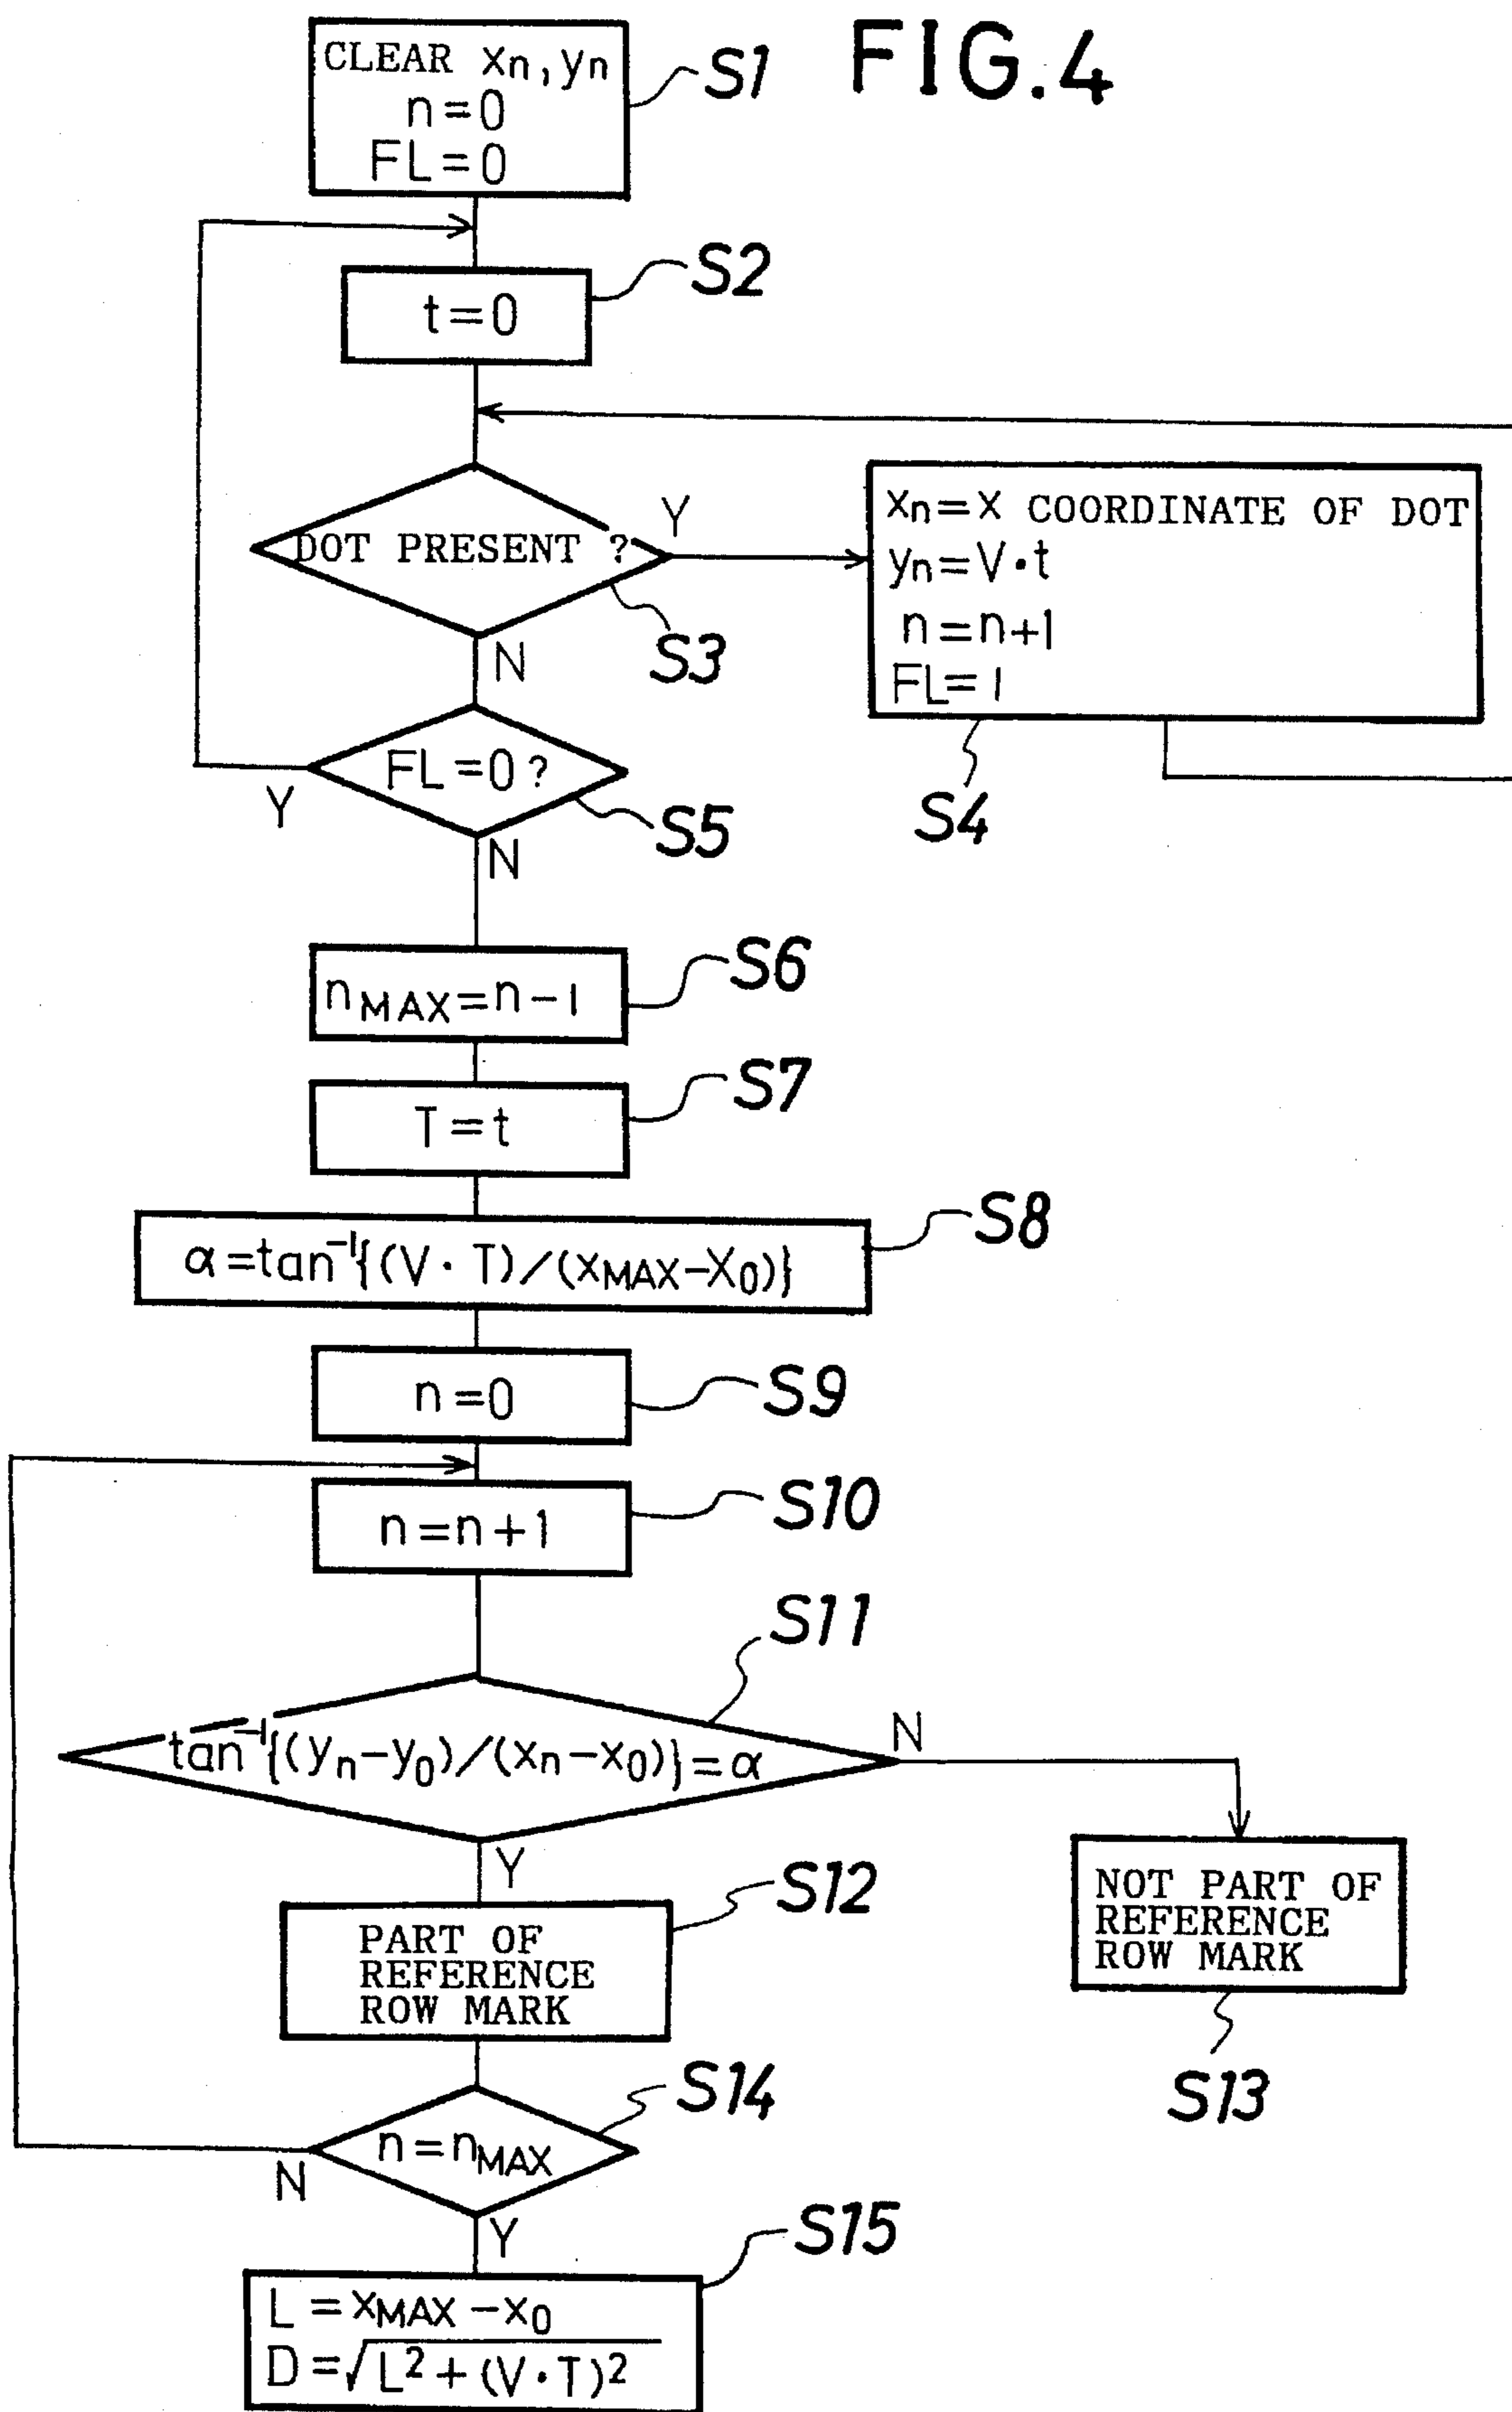 FIG.4
CLEAR xn, yn
n=0
FL=0
S1
t=0
S2
DOT PRESENT ?
Y
N
S3
xn=x COORDINATE OF DOT
yn=V·t
n=n+1
FL=1
S4
FL=0?
Y
N
S5
nMAX=n-1
S6
T=t
S7
α=tan⁻¹{(V·T)/(xMAX-X0)}
S8
n=0
S9
n=n+1
S10
tan⁻¹{(yn-y0)/(xn-x0)}=α
S11
N
Y
PART OF
REFERENCE
ROW MARK
S12
NOT PART OF
REFERENCE
ROW MARK
S13
n=nMAX
S14
N
Y
L=xMAX-x0
D=√L²+(V·T)²
S15